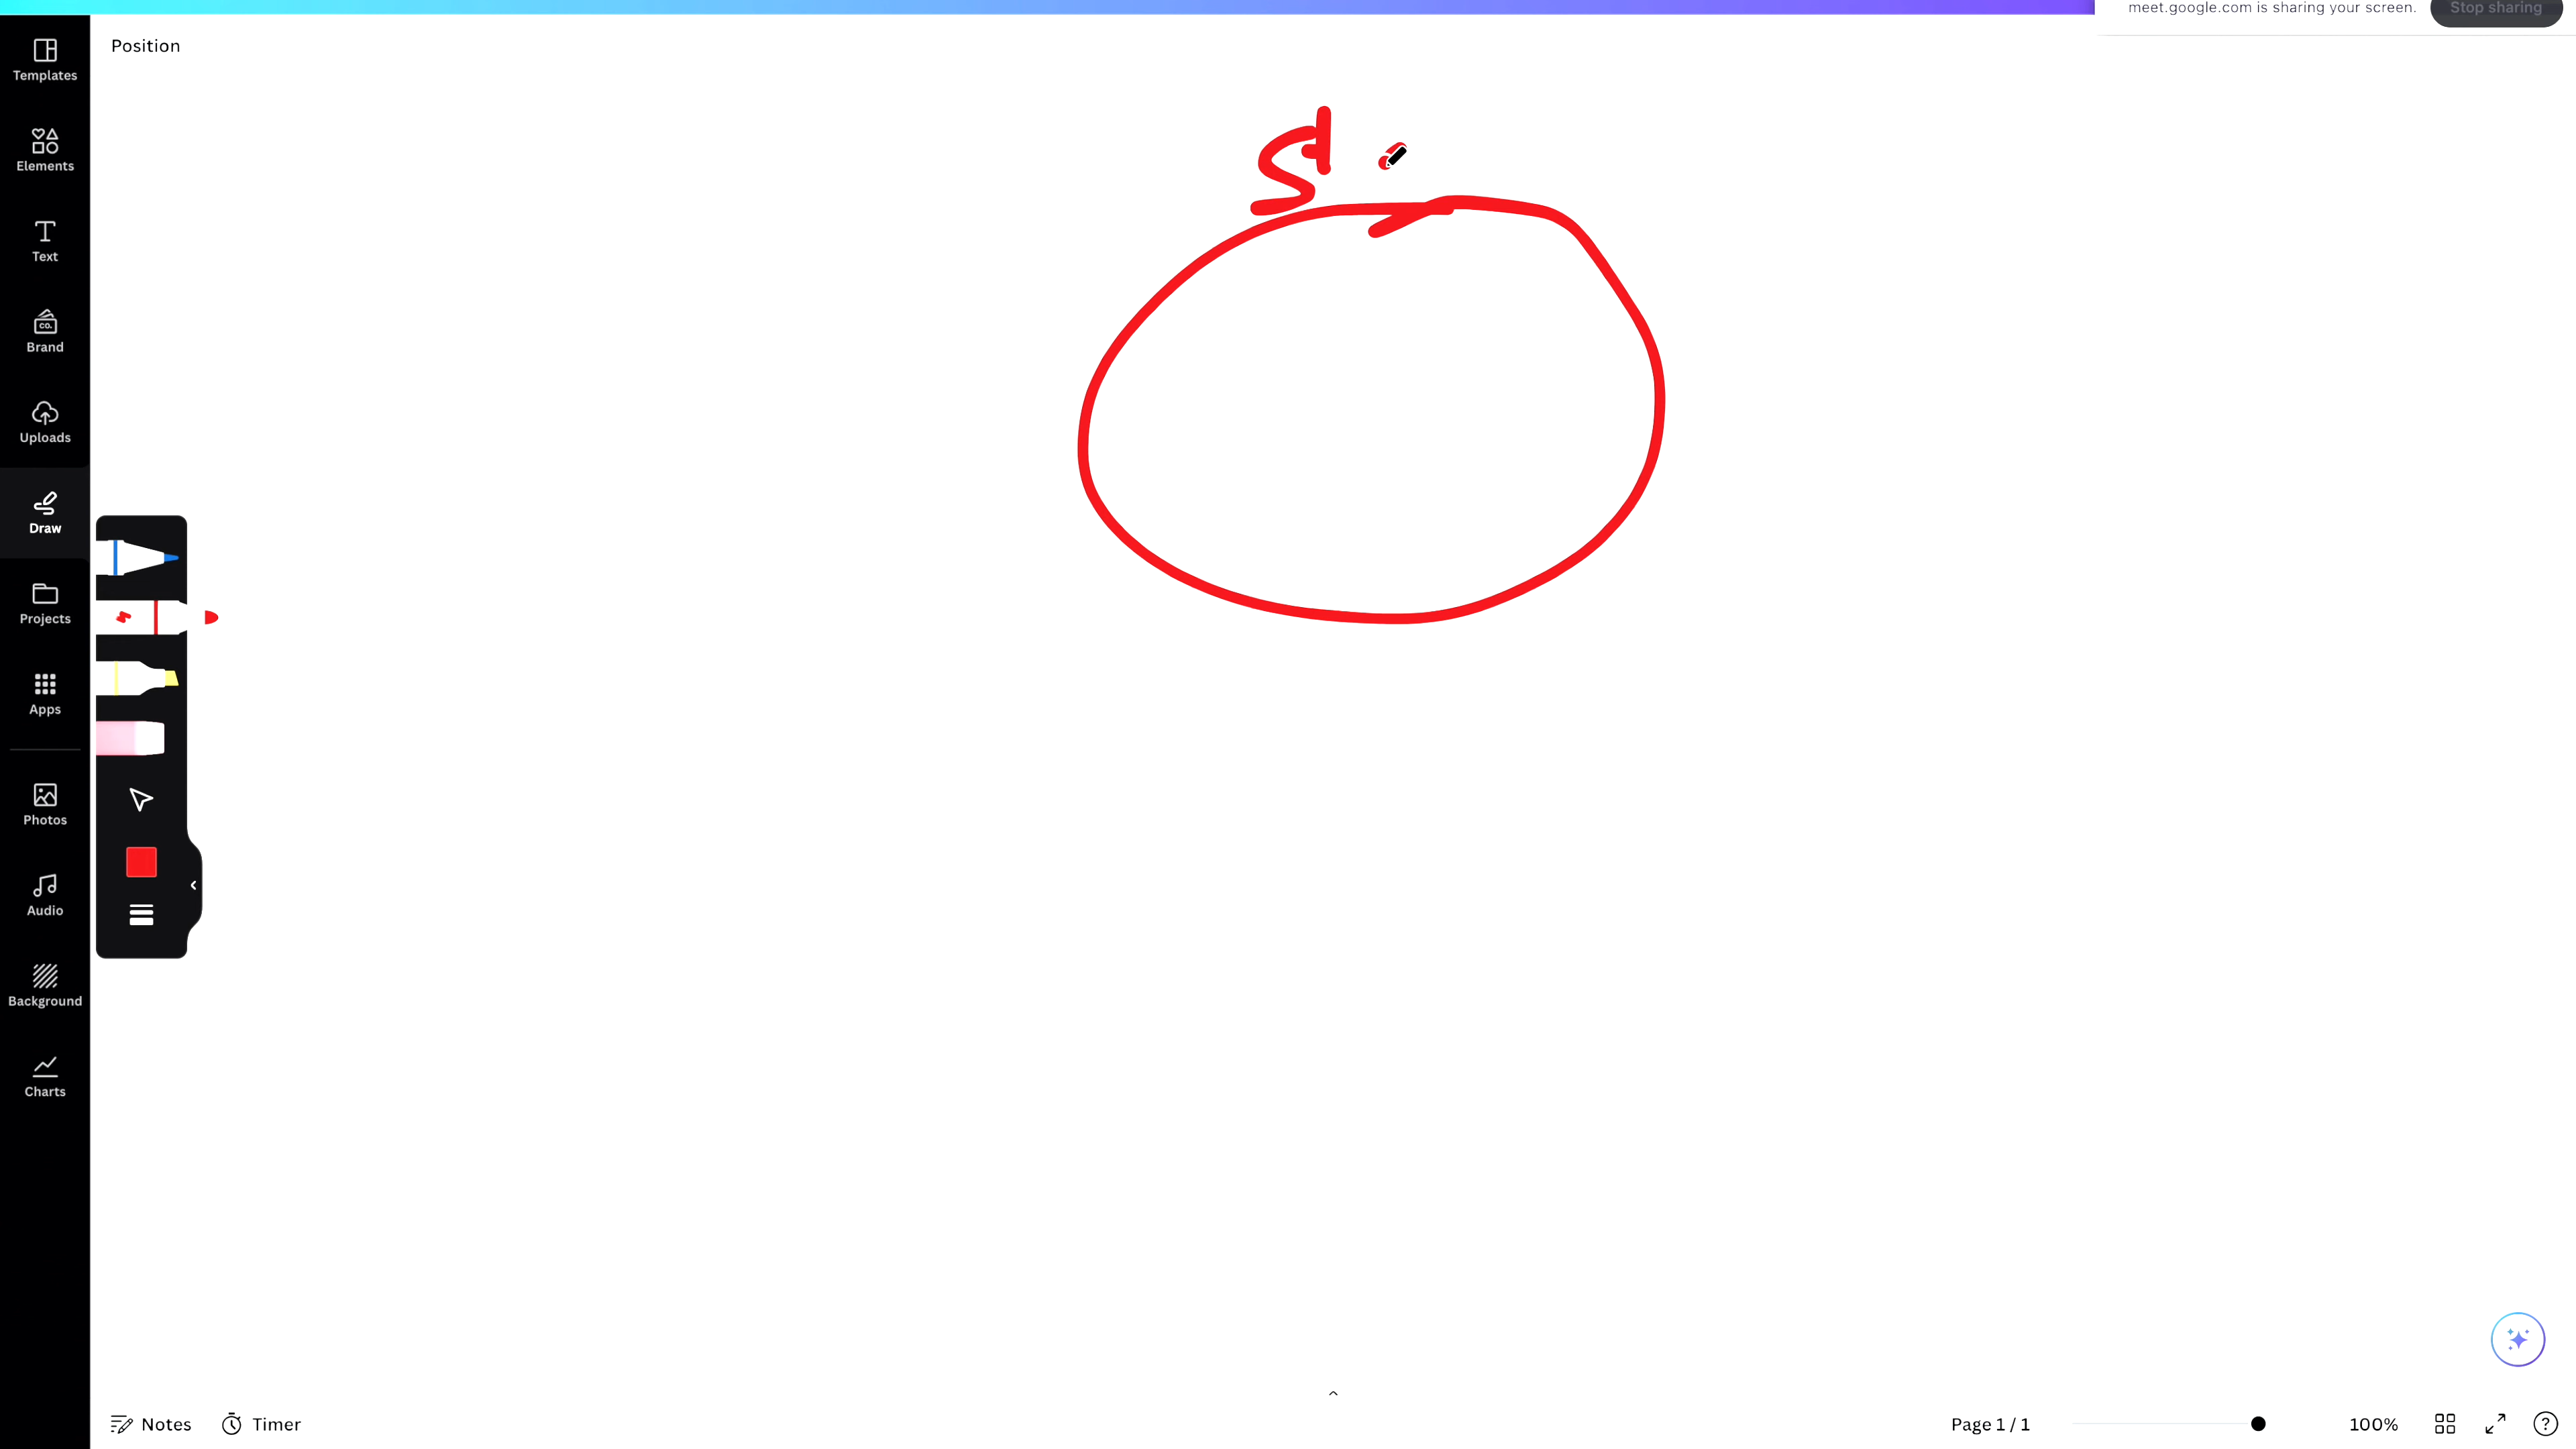 meet.google.com is sharing your screen. Stop sharing
Position
Templates
Elements
Text
CO.
Brand
Uploads
Draw
Projects
Apps
Photos
Audio
Background
Charts
Notes Timer Page 1 / 1 100%